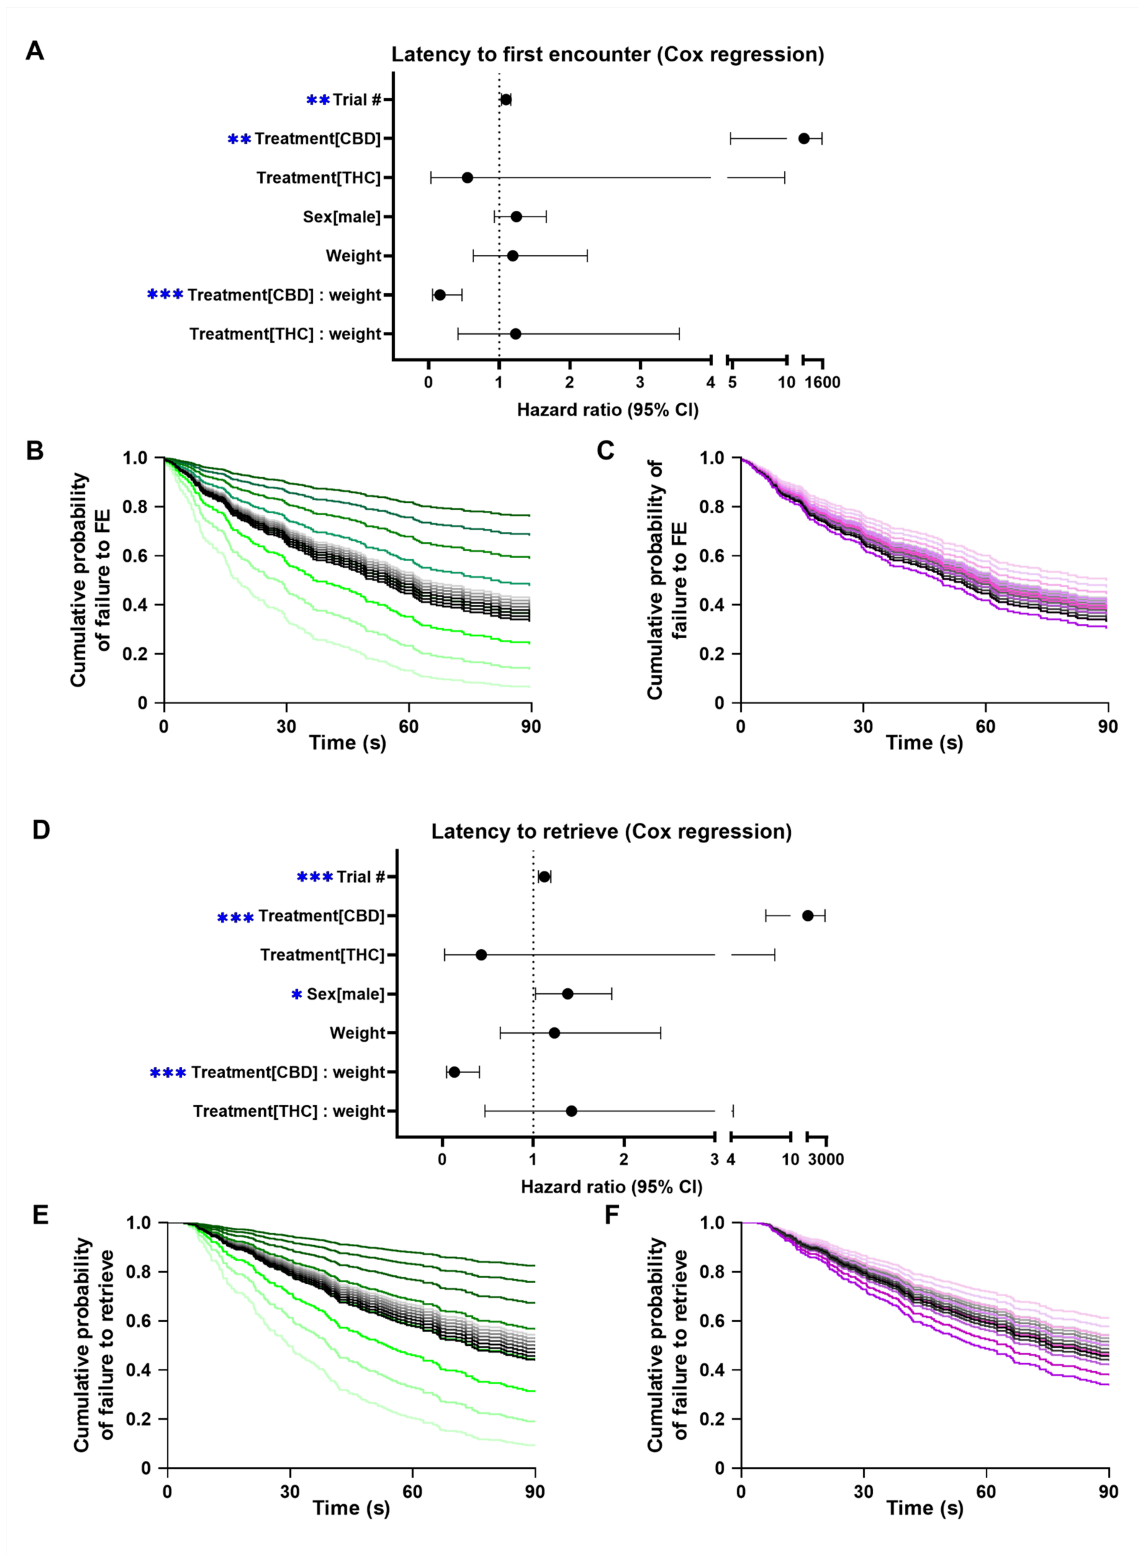 A
Latency to first encounter (Cox regression)
** Trial #
** Treatment[CBD]
Treatment[THC]
Sex[male]
Weight
*** Treatment[CBD] : weight
Treatment[THC] : weight
0 1 2 3 4 5 10 1600
Hazard ratio (95% CI)
B
Cumulative probability
of failure to FE
1.0
0.8
0.6
0.4
0.2
0
0 30 60 90
Time (s)
C
Cumulative probability of
failure to FE
1.0
0.8
0.6
0.4
0.2
0
0 30 60 90
Time (s)
D
Latency to retrieve (Cox regression)
*** Trial #
*** Treatment[CBD]
Treatment[THC]
* Sex[male]
Weight
*** Treatment[CBD] : weight
Treatment[THC] : weight
0 1 2 3 4 10 3000
Hazard ratio (95% CI)
E
Cumulative probability
of failure to retrieve
1.0
0.8
0.6
0.4
0.2
0
0 30 60 90
Time (s)
F
Cumulative probability
of failure to retrieve
1.0
0.8
0.6
0.4
0.2
0
0 30 60 90
Time (s)